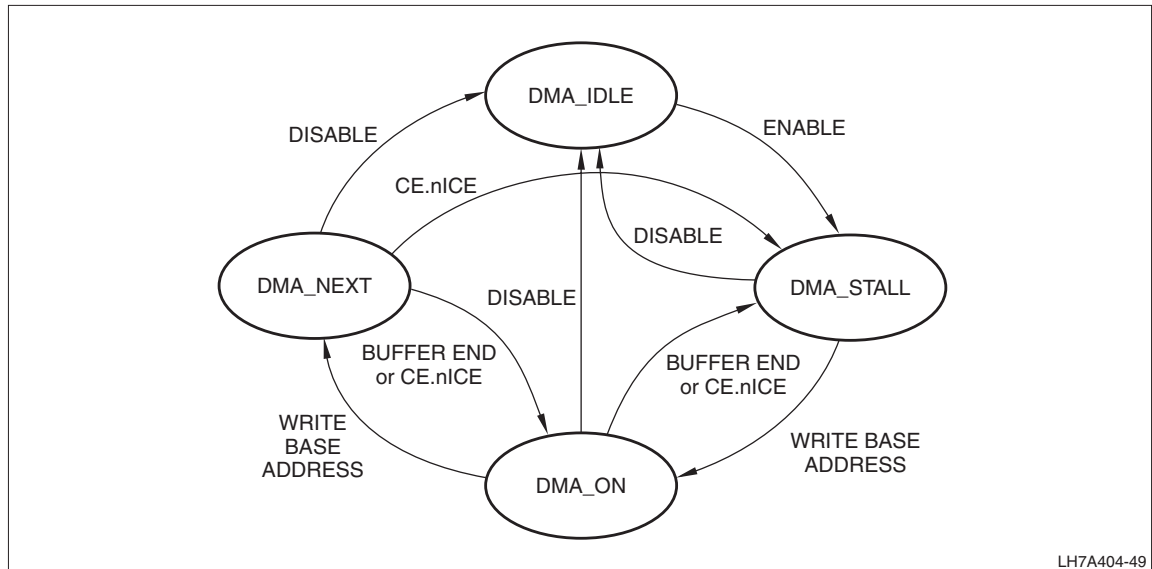 DMA_IDLE
ENABLE
DISABLE
CE.nICE
DISABLE
DMA_NEXT
DMA_STALL
DISABLE
BUFFER END
or CE.nICE
BUFFER END
or CE.nICE
WRITE
BASE
ADDRESS
WRITE BASE
ADDRESS
DMA_ON
LH7A404-49